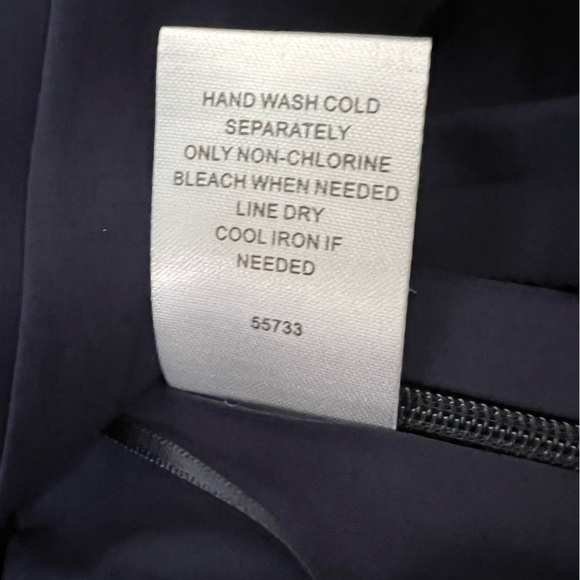 HAND WASH COLD
SEPARATELY
ONLY NON-CHLORINE
BLEACH WHEN NEEDED
LINE DRY
COOL IRON IF
NEEDED
55733